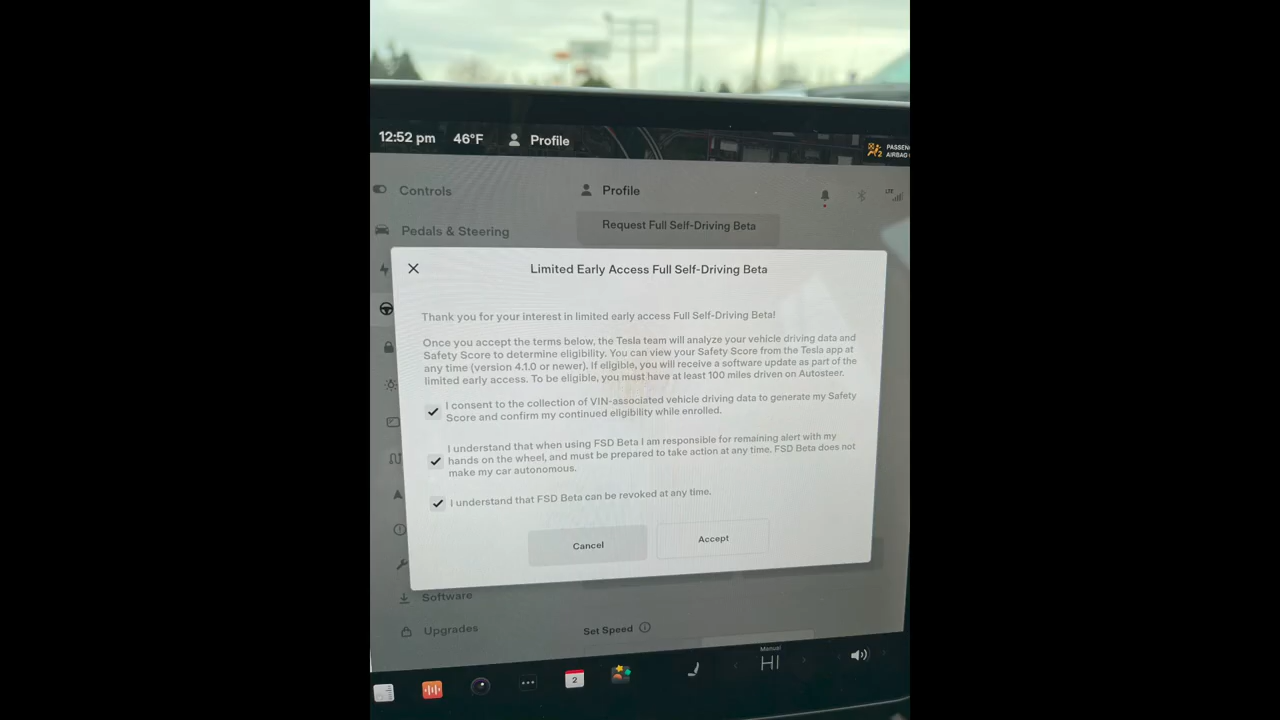 12:52 pm 46°F Profile
PASSEN
AIRBAG
Controls
Profile
LTE
Pedals & Steering
Request Full Self-Driving Beta
Limited Early Access Full Self-Driving Beta
Thank you for your interest in limited early access Full Self-Driving Beta!
Once you accept the terms below, the Tesla team will analyze your vehicle driving data and
Safety Score to determine eligibility. You can view your Safety Score from the Tesla app at
any time (version 4.1.0 or newer). If eligible, you will receive a software update as part of the
limited early access. To be eligible, you must have at least 100 miles driven on Autosteer.
I consent to the collection of VIN-associated vehicle driving data to generate my Safety
Score and confirm my continued eligibility while enrolled.
I understand that when using FSD Beta I am responsible for remaining alert with my
hands on the wheel, and must be prepared to take action at any time. FSD Beta does not
make my car autonomous.
I understand that FSD Beta can be revoked at any time.
Cancel
Accept
Software
Upgrades
Set Speed
Manual
HI
2